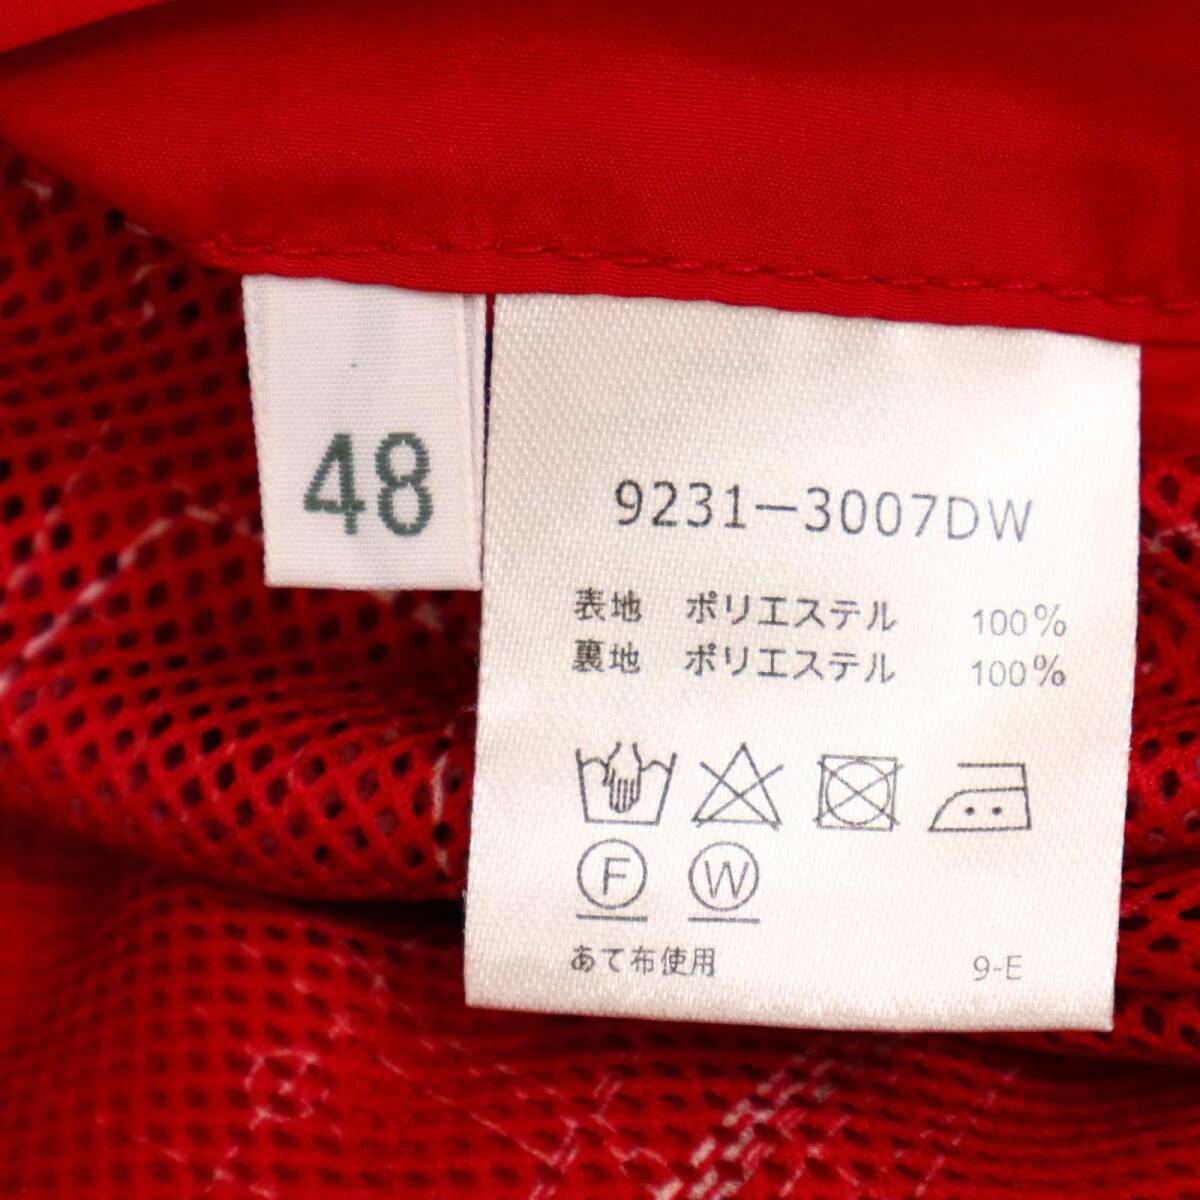 48
9231-3007DW
表地 ポリエステル 100%
裏地 ポリエステル 100%
F W
あて布使用 9-E